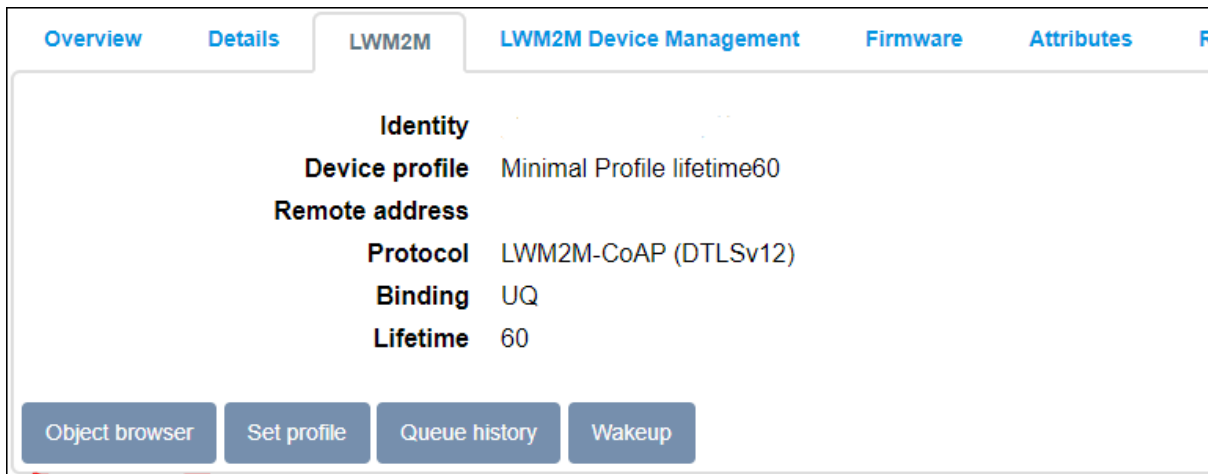 Overview Details LWM2M LWM2M Device Management Firmware Attributes
Identity
Device profile Minimal Profile lifetime60
Remote address
Protocol LWM2M-CoAP (DTLSv12)
Binding UQ
Lifetime 60
Object browser Set profile Queue history Wakeup